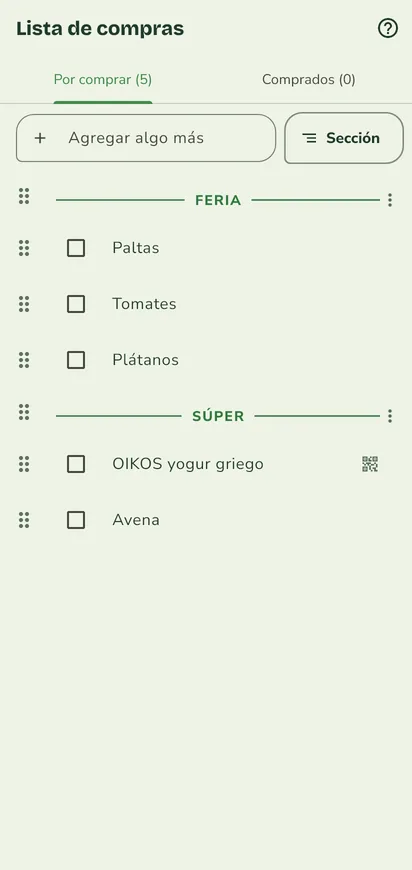 Lista de compras
Por comprar (5)
Comprados (0)
Agregar algo más
Sección
FERIA
Paltas
Tomates
Plátanos
SÚPER
OIKOS yogur griego
Avena